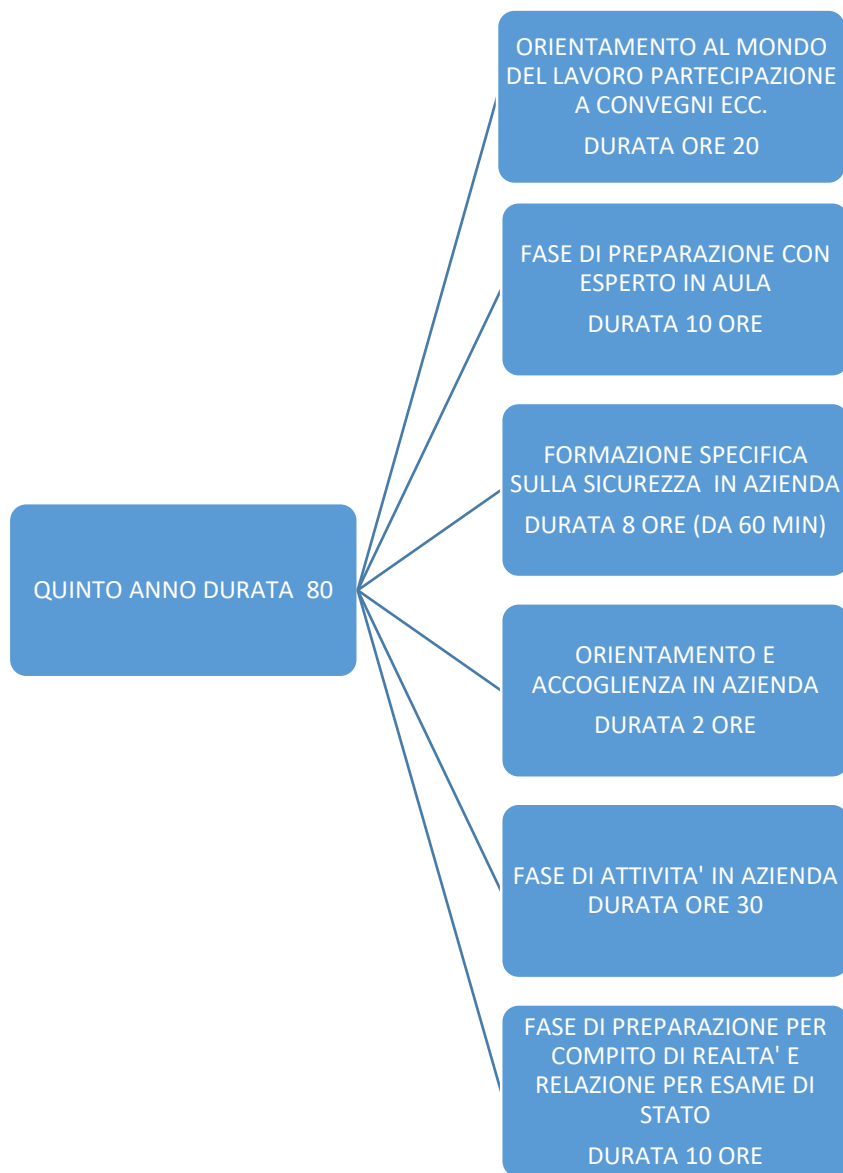 ORIENTAMENTO AL MONDO
DEL LAVORO PARTECIPAZIONE
A CONVEGNI ECC.
DURATA ORE 20
FASE DI PREPARAZIONE CON
ESPERTO IN AULA
DURATA 10 ORE
FORMAZIONE SPECIFICA
SULLA SICUREZZA  IN AZIENDA
DURATA 8 ORE (DA 60 MIN)
QUINTO ANNO DURATA  80
ORIENTAMENTO E
ACCOGLIENZA IN AZIENDA
DURATA 2 ORE
FASE DI ATTIVITA' IN AZIENDA
DURATA ORE 30
FASE DI PREPARAZIONE PER
COMPITO DI REALTA' E
RELAZIONE PER ESAME DI
STATO
DURATA 10 ORE